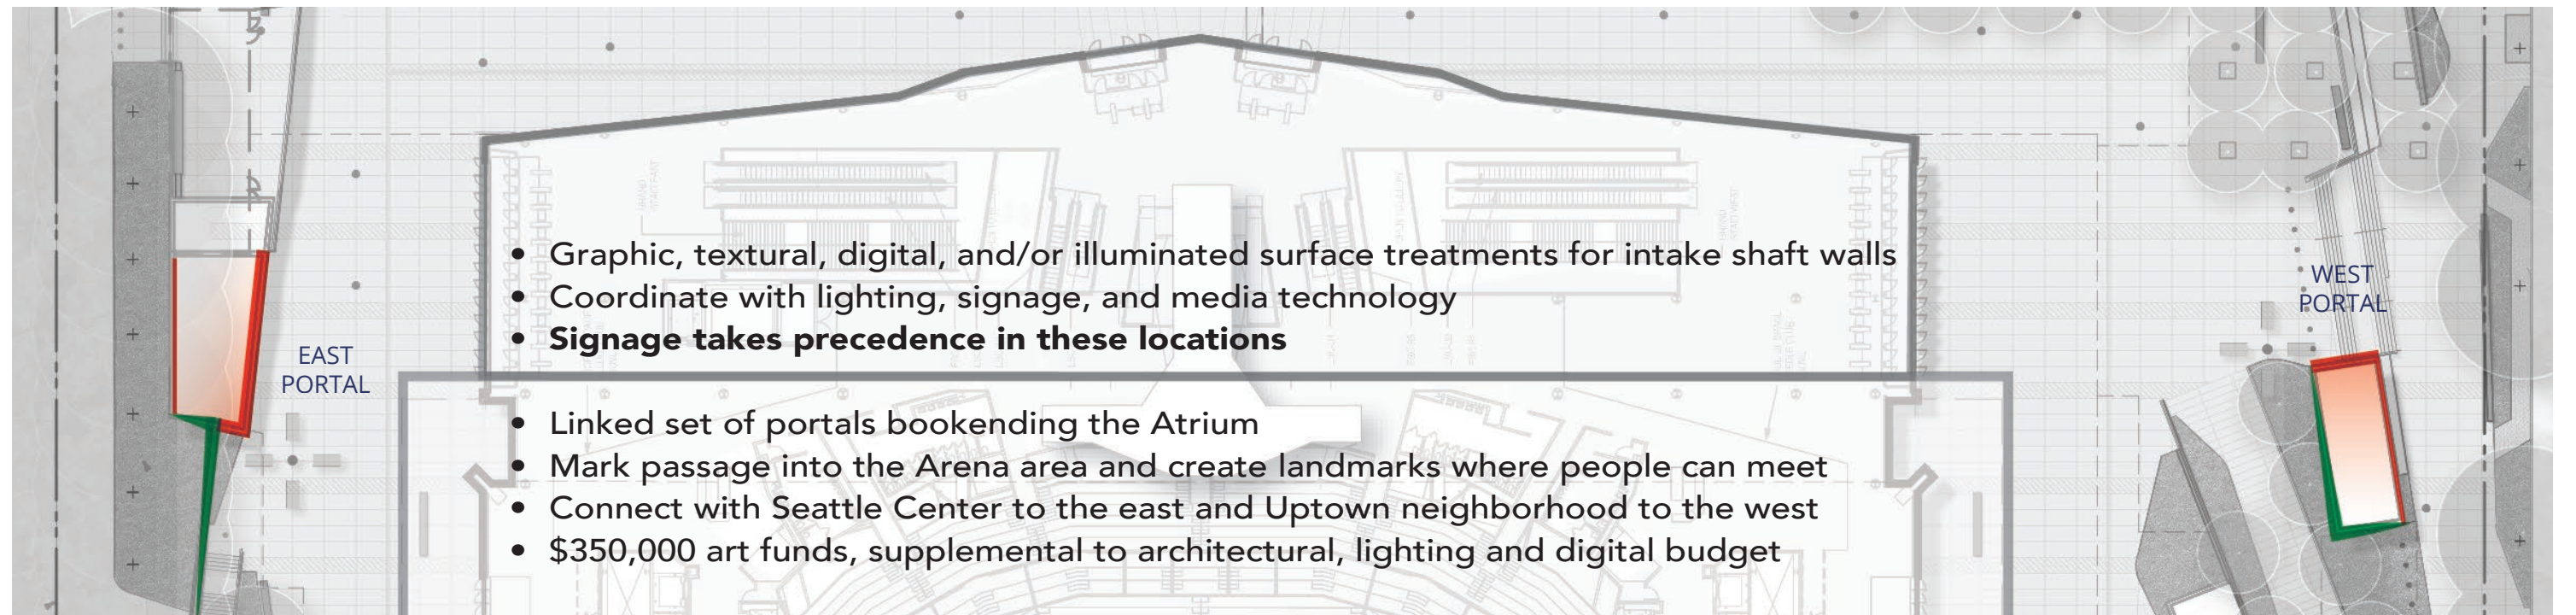 • Graphic, textural, digital, and/or illuminated surface treatments for intake shaft walls
• Coordinate with lighting, signage, and media technology
• Signage takes precedence in these locations
EAST
PORTAL
WEST
PORTAL
• Linked set of portals bookending the Atrium
• Mark passage into the Arena area and create landmarks where people can meet
• Connect with Seattle Center to the east and Uptown neighborhood to the west
• $350,000 art funds, supplemental to architectural, lighting and digital budget